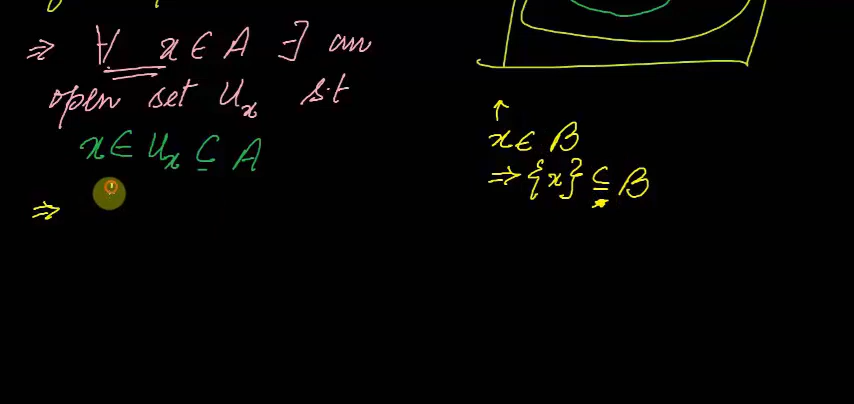 ⇒ ∀ x ∈ A ∃ an
open set Uₓ s.t
x ∈ Uₓ ⊆ A
⇒
x ∈ B
⇒ {x} ⊆ B